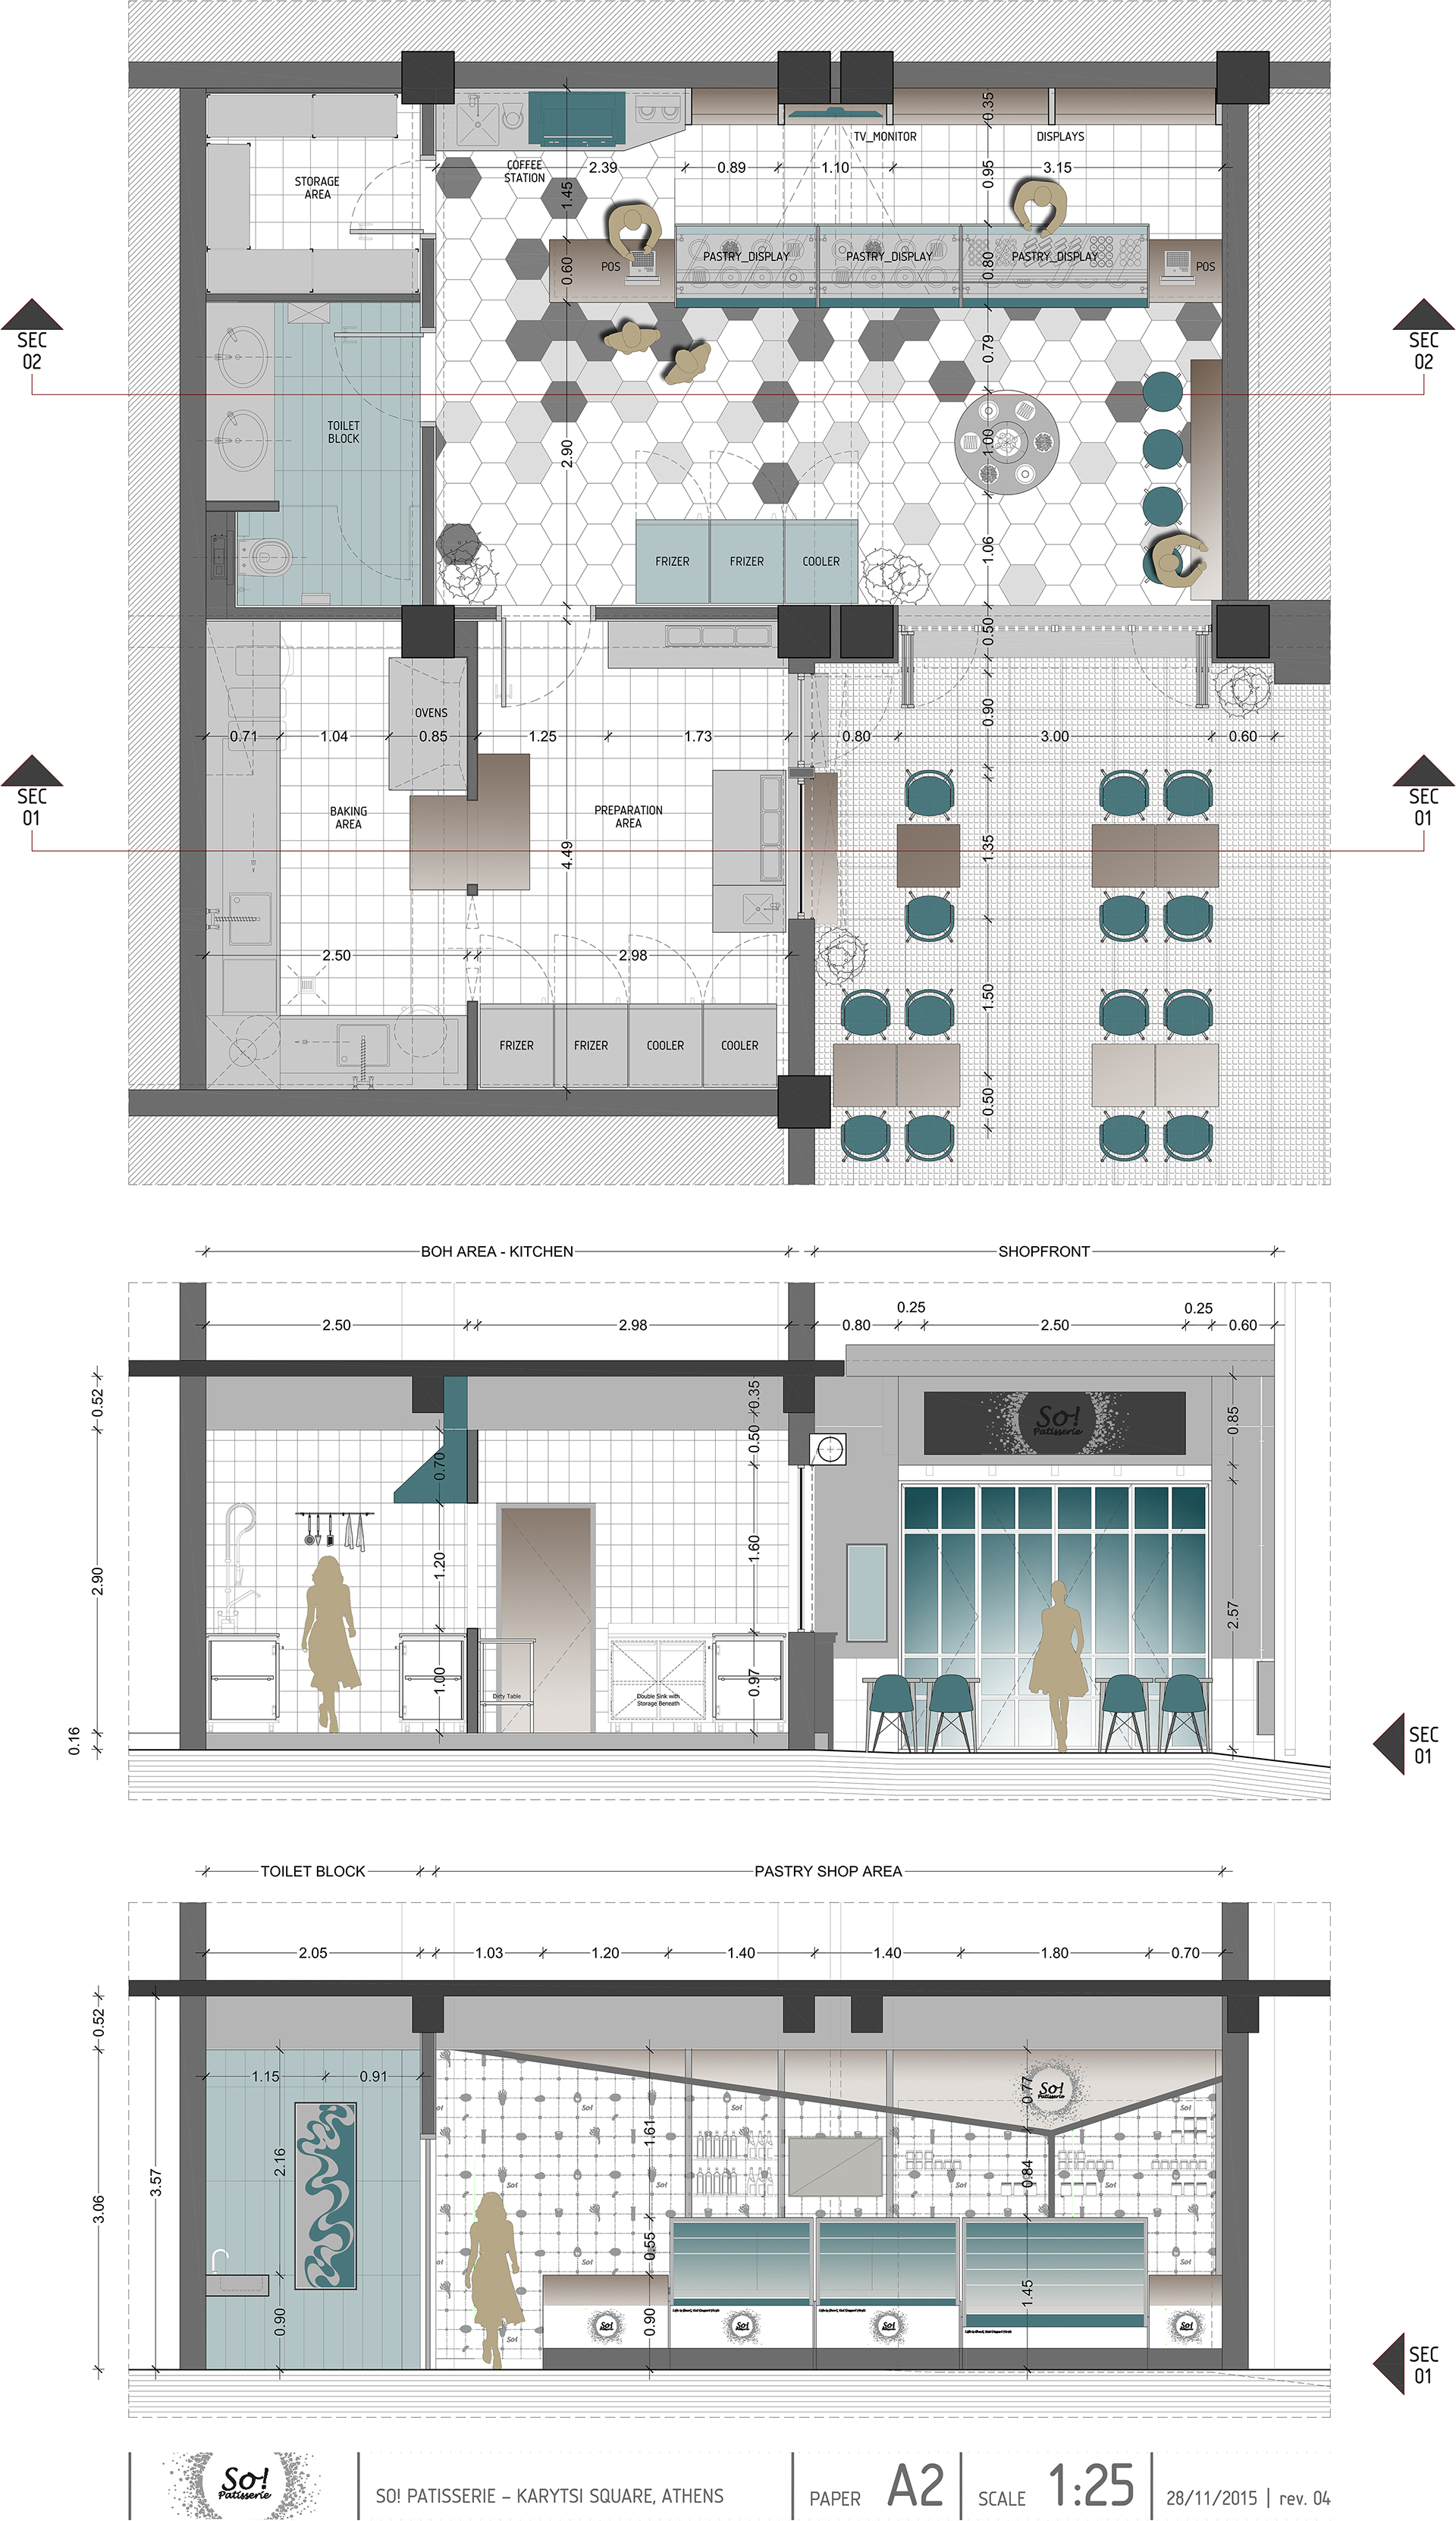 0.35
TV_MONITOR
DISPLAYS
COFFEE
STATION
2.39
0.89
1.10
0.95
3.15
STORAGE
AREA
1.45
POS
0.60
PASTRY_DISPLAY
PASTRY_DISPLAY
0.80
PASTRY_DISPLAY
POS
SEC
02
SEC
02
0.79
TOILET
BLOCK
2.90
1.00
FRIZER
FRIZER
COOLER
1.06
0.50
OVENS
0.90
0.71
1.04
0.85
1.25
1.73
0.80
3.00
0.60
SEC
01
SEC
01
BAKING
AREA
PREPARATION
AREA
4.49
1.35
2.50
2.98
1.50
FRIZER
FRIZER
COOLER
COOLER
0.50
BOH AREA - KITCHEN
SHOPFRONT
0.25
0.25
2.50
2.98
0.80
2.50
0.60
0.52
0.35
So!
Patisserie
0.85
0.50
0.70
2.90
1.20
1.60
2.57
1.00
Dirty Table
Double Sink with
Storage Beneath
0.97
0.16
SEC
01
TOILET BLOCK
PASTRY SHOP AREA
2.05
1.03
1.20
1.40
1.40
1.80
0.70
0.52
1.15
0.91
0.77
So!
Patisserie
3.57
3.06
2.16
1.61
0.84
0.55
1.45
0.90
0.90
So!
So!
So!
So!
SEC
01
So!
Patisserie
SO! PATISSERIE – KARYTSI SQUARE, ATHENS
PAPER A2
SCALE 1:25
28/11/2015 | rev. 04